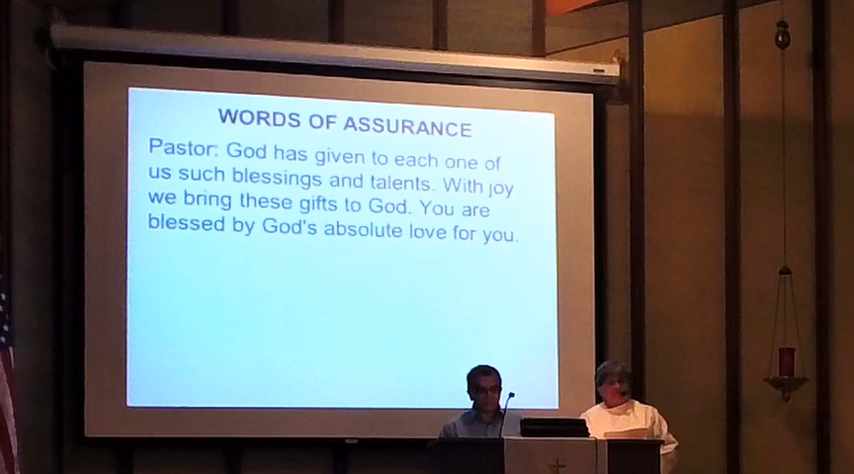 WORDS OF ASSURANCE
Pastor: God has given to each one of
us such blessings and talents. With joy
we bring these gifts to God. You are
blessed by God's absolute love for you.